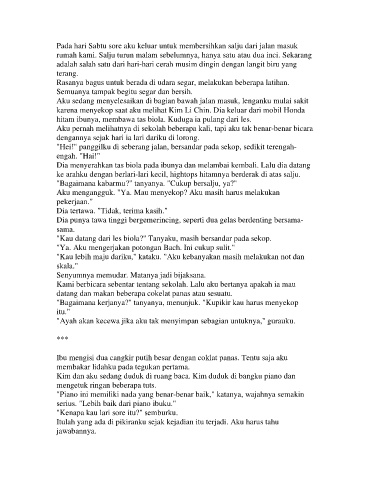 Pada hari Sabtu sore aku keluar untuk membersihkan salju dari jalan masuk
rumah kami. Salju turun malam sebelumnya, hanya satu atau dua inci. Sekarang
adalah salah satu dari hari-hari cerah musim dingin dengan langit biru yang
terang.
Rasanya bagus untuk berada di udara segar, melakukan beberapa latihan.
Semuanya tampak begitu segar dan bersih.
Aku sedang menyelesaikan di bagian bawah jalan masuk, lenganku mulai sakit
karena menyekop saat aku melihat Kim Li Chin. Dia keluar dari mobil Honda
hitam ibunya, membawa tas biola. Kuduga ia pulang dari les.
Aku pernah melihatnya di sekolah beberapa kali, tapi aku tak benar-benar bicara
dengannya sejak hari ia lari dariku di lorong.
"Hei!" panggilku di seberang jalan, bersandar pada sekop, sedikit terengah-
engah. "Hai!"
Dia menyerahkan tas biola pada ibunya dan melambai kembali. Lalu dia datang
ke arahku dengan berlari-lari kecil, hightops hitamnya berderak di atas salju.
"Bagaimana kabarmu?" tanyanya. "Cukup bersalju, ya?"
Aku mengangguk. "Ya. Mau menyekop? Aku masih harus melakukan
pekerjaan."
Dia tertawa. "Tidak, terima kasih."
Dia punya tawa tinggi bergemerincing, seperti dua gelas berdenting bersama-
sama.
"Kau datang dari les biola?" Tanyaku, masih bersandar pada sekop.
"Ya. Aku mengerjakan potongan Bach. Ini cukup sulit."
"Kau lebih maju dariku," kataku. "Aku kebanyakan masih melakukan not dan
skala."
Senyumnya memudar. Matanya jadi bijaksana.
Kami berbicara sebentar tentang sekolah. Lalu aku bertanya apakah ia mau
datang dan makan beberapa cokelat panas atau sesuatu.
"Bagaimana kerjanya?" tanyanya, menunjuk. "Kupikir kau harus menyekop
itu."
"Ayah akan kecewa jika aku tak menyimpan sebagian untuknya," gurauku.
***
Ibu mengisi dua cangkir putih besar dengan coklat panas. Tentu saja aku
membakar lidahku pada tegukan pertama.
Kim dan aku sedang duduk di ruang baca. Kim duduk di bangku piano dan
mengetuk ringan beberapa tuts.
"Piano ini memiliki nada yang benar-benar baik," katanya, wajahnya semakin
serius. "Lebih baik dari piano ibuku."
"Kenapa kau lari sore itu?" semburku.
Itulah yang ada di pikiranku sejak kejadian itu terjadi. Aku harus tahu
jawabannya.